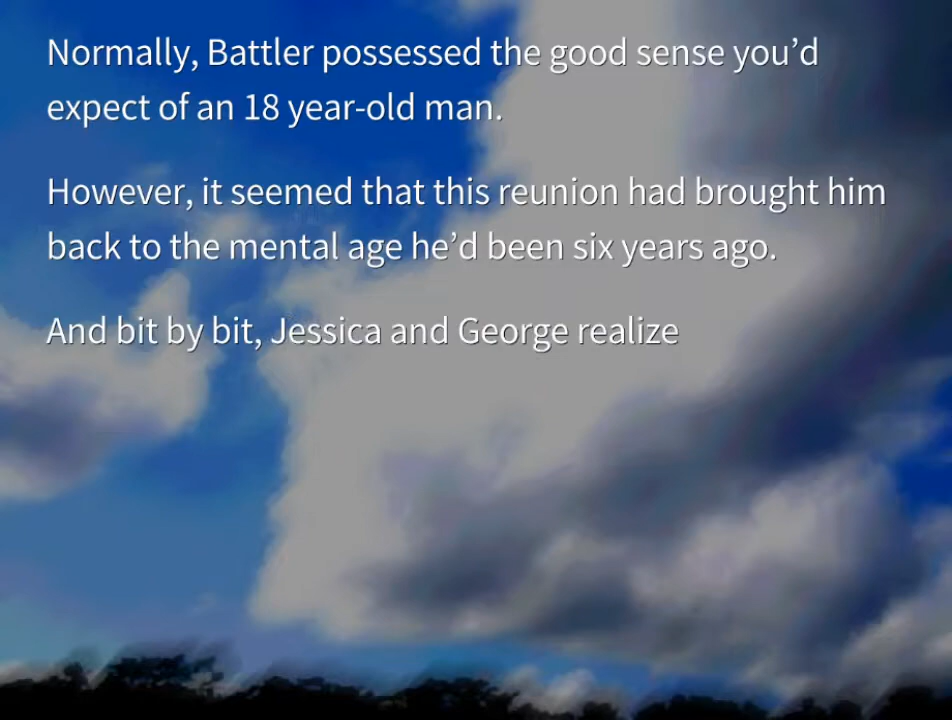 Normally, Battler possessed the good sense you’d
expect of an 18 year-old man.
However, it seemed that this reunion had brought him
back to the mental age he’d been six years ago.
And bit by bit, Jessica and George realize